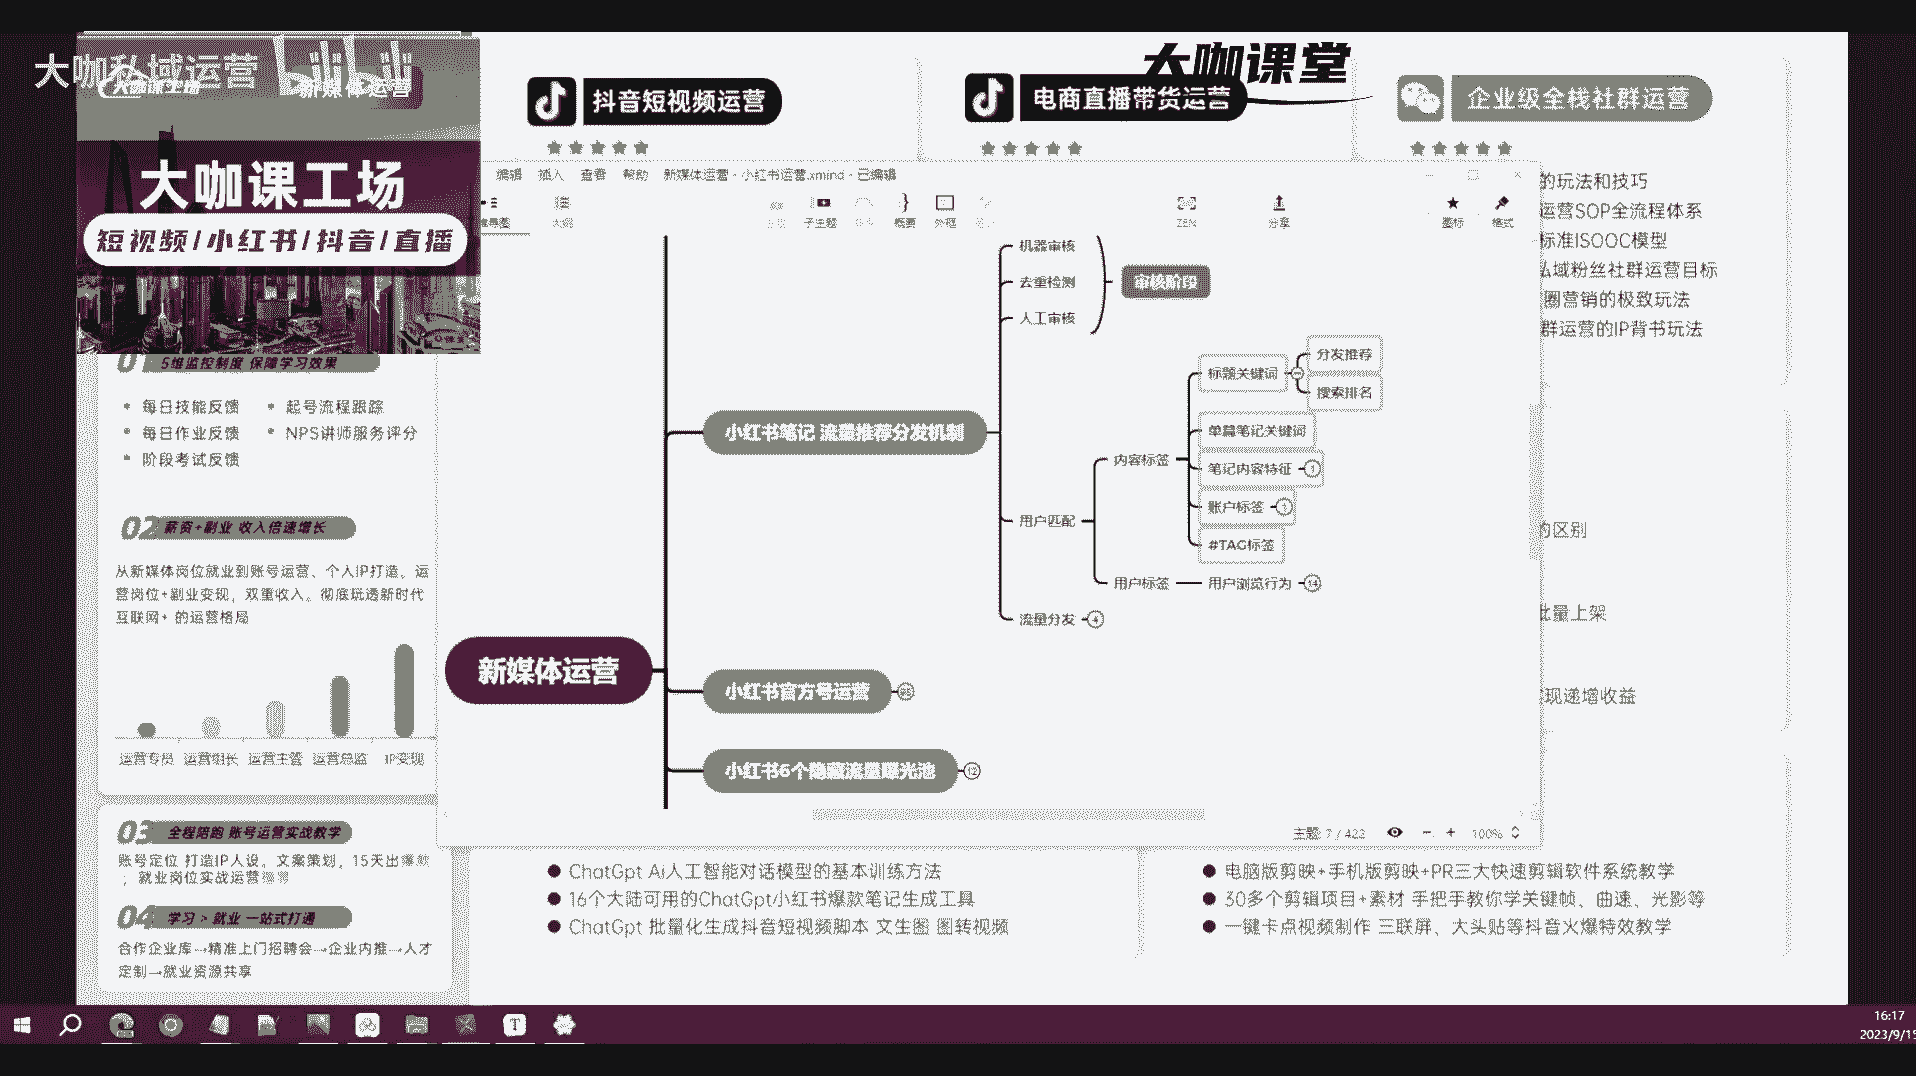 大咖私域运营 bilibili
大咖课工场
新媒体运营
大咖课工场
短视频/小红书/抖音/直播
抖音短视频运营
大咖课堂
电商直播带货运营
企业级全栈社群运营
的玩法和技巧
运营SOP全流程体系
标准ISOOC模型
私域粉丝社群运营目标
圈营销的极致玩法
群运营的IP背书玩法
的区别
批量上架
现递增收益
01 5维监控制度 保障学习效果
每日技能反馈
起号流程跟踪
每日作业反馈
NPS讲师服务评分
阶段考试反馈
02 薪资+副业 收入倍速增长
从新媒体岗位就业到账号运营、个人IP打造。运
营岗位+副业变现，双重收入。彻底玩透新时代
互联网+ 的运营格局
运营专员 运营组长 运营主管 运营总监 IP变现
03 全程陪跑 账号运营实战教学
账号定位 打造IP人设。文案策划，15天出爆款
；就业岗位实战运营
04 学习 > 就业 一站式打通
合作企业库→精准上门招聘会→企业内推→人才
定制→就业资源共享
编辑 插入 查看 帮助 新媒体运营 - 小红书运营.xmind - 已编辑
子主题 概要 外框 ZEN 分享 图标 格式
机器审核
去重检测
人工审核
审核阶段
小红书笔记 流量推荐分发机制
用户匹配
内容标签
标题关键词
分发推荐
搜索排名
单篇笔记关键词
笔记内容特征 1
账户标签 1
#TAG标签
用户标签
用户浏览行为 14
流量分发 4
新媒体运营
小红书官方号运营 25
小红书6个隐藏流量曝光池 12
主题: 7 / 423
100%
ChatGpt Ai人工智能对话模型的基本训练方法
16个大陆可用的ChatGpt小红书爆款笔记生成工具
ChatGpt 批量化生成抖音短视频脚本 文生图 图转视频
电脑版剪映+手机版剪映+PR三大快速剪辑软件系统教学
30多个剪辑项目+素材 手把手教你学关键帧、曲速、光影等
一键卡点视频制作 三联屏、大头贴等抖音火爆特效教学
16:17
2023/9/15